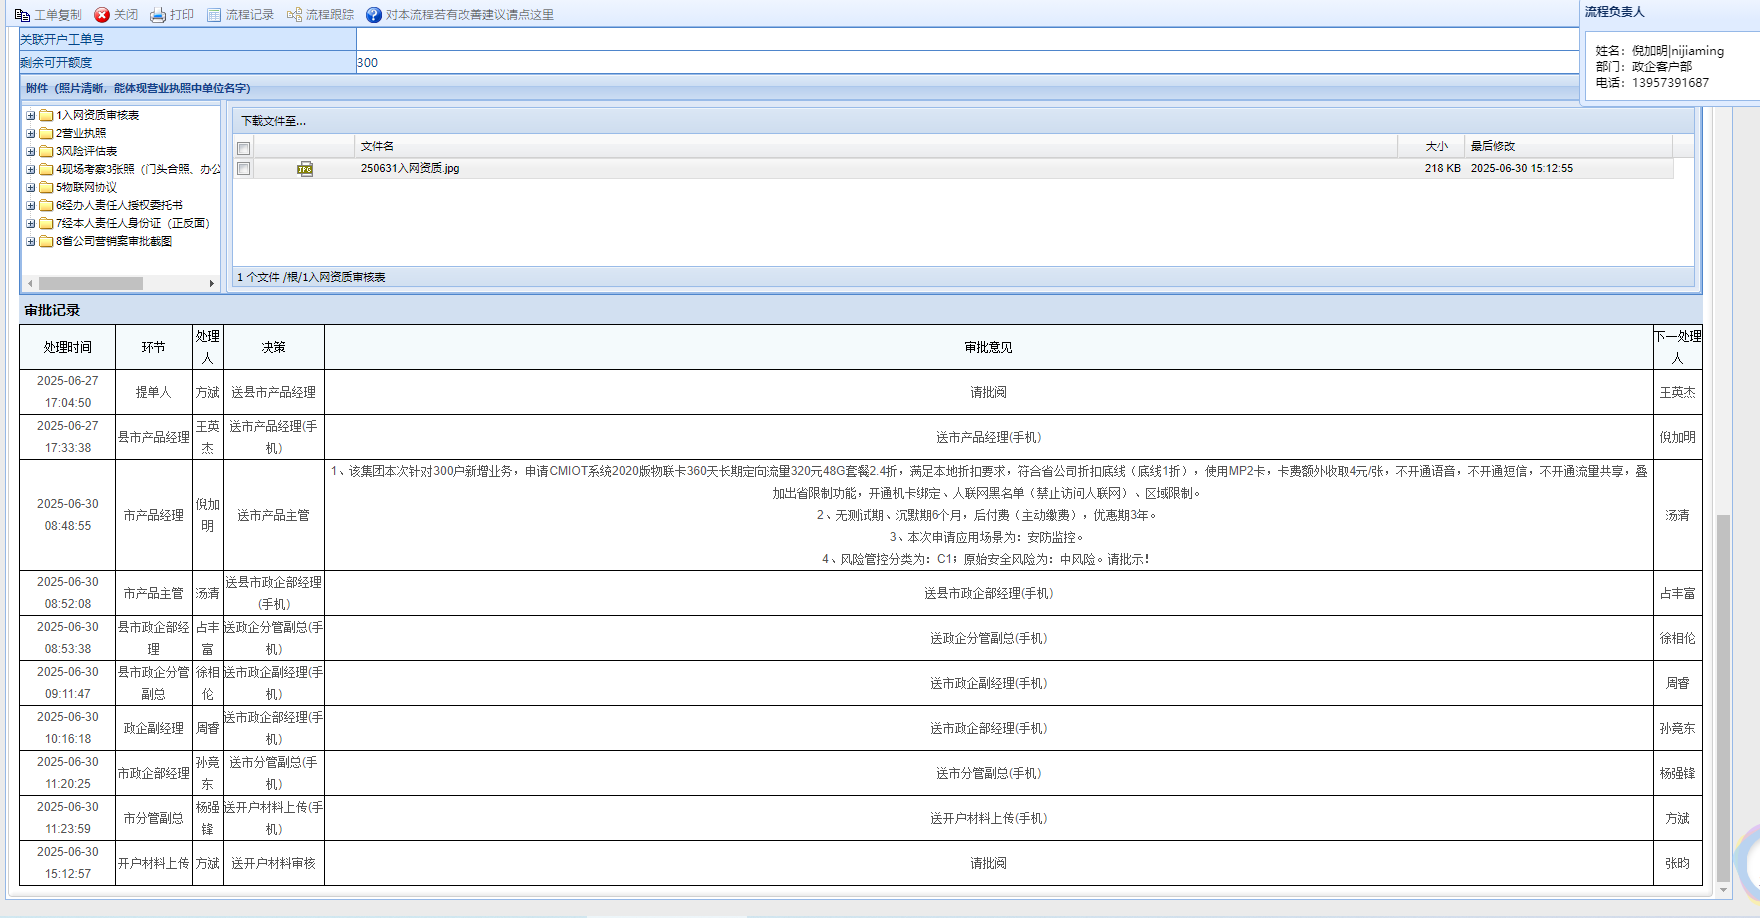 工单复制 关闭 打印 流程记录 流程跟踪 对本流程若有改善建议请点这里
流程负责人
姓名：倪加明|nijiaming
部门：政企客户部
电话：13957391687
关联开户工单号
剩余可开额度 300
附件（照片清晰，能体现营业执照中单位名字）
1入网资质审核表
2营业执照
3风险评估表
4现场考察3张照（门头合照、办公
5物联网协议
6经办人责任人授权委托书
7经本人责任人身份证（正反面）
8省公司营销案审批截图
下载文件至...
文件名 大小 最后修改
250631入网资质.jpg 218 KB 2025-06-30 15:12:55
1 个文件 /根/1入网资质审核表
审批记录
处理时间 环节 处理人 决策 审批意见 下一处理人
2025-06-27 17:04:50 提单人 方斌 送县市产品经理 请批阅 王英杰
2025-06-27 17:33:38 县市产品经理 王英杰 送市产品经理(手机) 送市产品经理(手机) 倪加明
2025-06-30 08:48:55 市产品经理 倪加明 送市产品主管
1、该集团本次针对300户新增业务，申请CMIOT系统2020版物联卡360天长期定向流量320元48G套餐2.4折，满足本地折扣要求，符合省公司折扣底线（底线1折），使用MP2卡，卡费额外收取4元/张，不开通语音，不开通短信，不开通流量共享，叠
加出省限制功能，开通机卡绑定、人联网黑名单（禁止访问人联网）、区域限制。
2、无测试期、沉默期6个月，后付费（主动缴费），优惠期3年。
3、本次申请应用场景为：安防监控。
4、风险管控分类为：C1；原始安全风险为：中风险。请批示！
汤清
2025-06-30 08:52:08 市产品主管 汤清 送县市政企部经理(手机) 送县市政企部经理(手机) 占丰富
2025-06-30 08:53:38 县市政企部经理 占丰富 送政企分管副总(手机) 送政企分管副总(手机) 徐相伦
2025-06-30 09:11:47 县市政企分管副总 徐相伦 送市政企副经理(手机) 送市政企副经理(手机) 周睿
2025-06-30 10:16:18 政企副经理 周睿 送市政企部经理(手机) 送市政企部经理(手机) 孙竞东
2025-06-30 11:20:25 市政企部经理 孙竞东 送市分管副总(手机) 送市分管副总(手机) 杨强锋
2025-06-30 11:23:59 市分管副总 杨强锋 送开户材料上传(手机) 送开户材料上传(手机) 方斌
2025-06-30 15:12:57 开户材料上传 方斌 送开户材料审核 请批阅 张昀